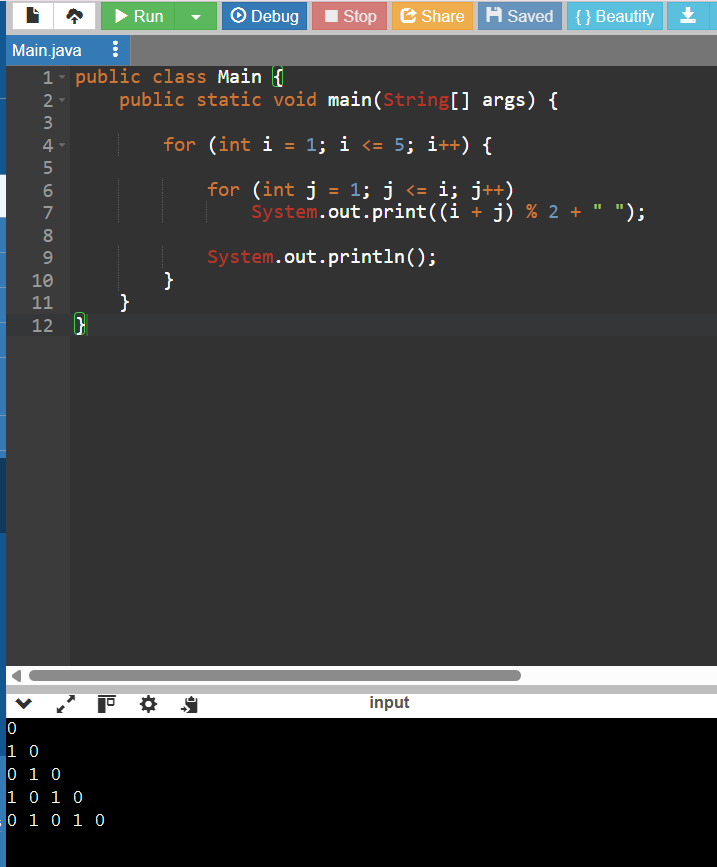 Run Debug Stop Share Saved { } Beautify
Main.java
1 public class Main {
2     public static void main(String[] args) {
3
4         for (int i = 1; i <= 5; i++) {
5
6             for (int j = 1; j <= i; j++)
7                 System.out.print((i + j) % 2 + " ");
8
9             System.out.println();
10         }
11     }
12 }
input
0
1 0
0 1 0
1 0 1 0
0 1 0 1 0